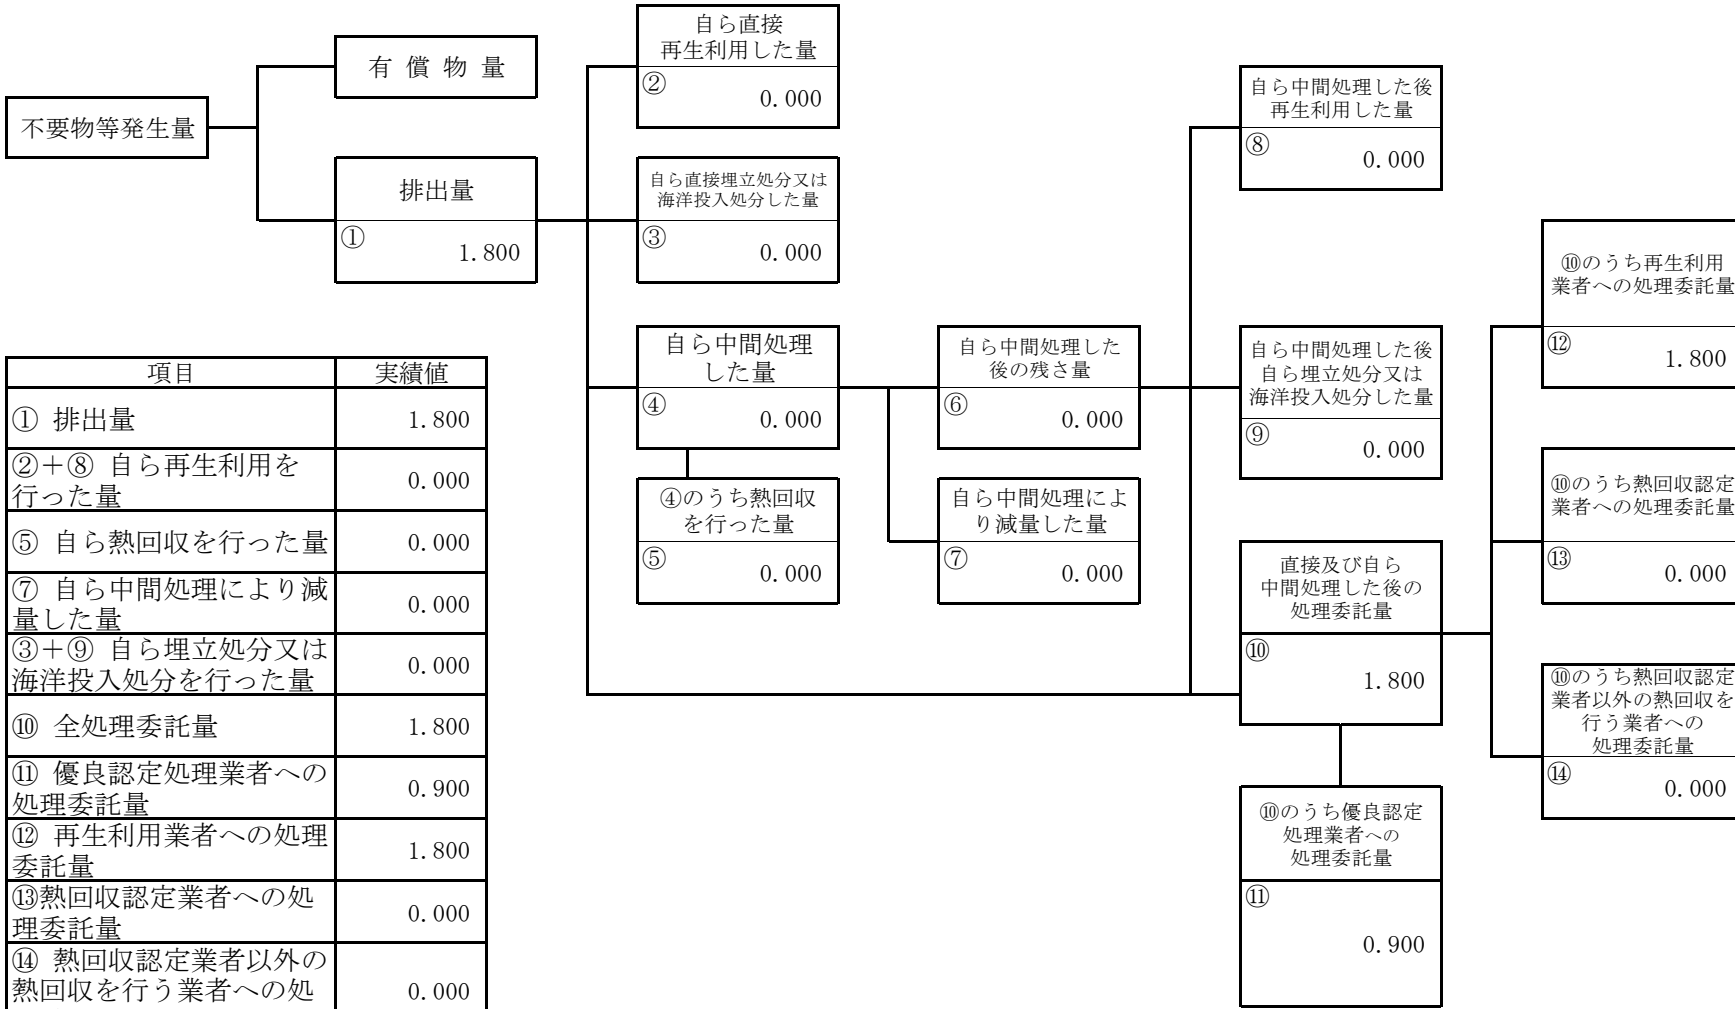 不要物等発生量
有 償 物 量
排出量
①
1.800
自ら直接
再生利用した量
②
0.000
自ら直接埋立処分又は
海洋投入処分した量
③
0.000
自ら中間処理
した量
④
0.000
④のうち熱回収
を行った量
⑤
0.000
自ら中間処理した
後の残さ量
⑥
0.000
自ら中間処理によ
り減量した量
⑦
0.000
自ら中間処理した後
再生利用した量
⑧
0.000
自ら中間処理した後
自ら埋立処分又は
海洋投入処分した量
⑨
0.000
直接及び自ら
中間処理した後の
処理委託量
⑩
1.800
⑩のうち優良認定
処理業者への
処理委託量
⑪
0.900
⑩のうち再生利用
業者への処理委託量
⑫
1.800
⑩のうち熱回収認定
業者への処理委託量
⑬
0.000
⑩のうち熱回収認定
業者以外の熱回収を
行う業者への
処理委託量
⑭
0.000
項目 実績値
① 排出量 1.800
②＋⑧ 自ら再生利用を
行った量 0.000
⑤ 自ら熱回収を行った量 0.000
⑦ 自ら中間処理により減
量した量 0.000
③＋⑨ 自ら埋立処分又は
海洋投入処分を行った量 0.000
⑩ 全処理委託量 1.800
⑪ 優良認定処理業者への
処理委託量 0.900
⑫ 再生利用業者への処理
委託量 1.800
⑬熱回収認定業者への処
理委託量 0.000
⑭ 熱回収認定業者以外の
熱回収を行う業者への処 0.000